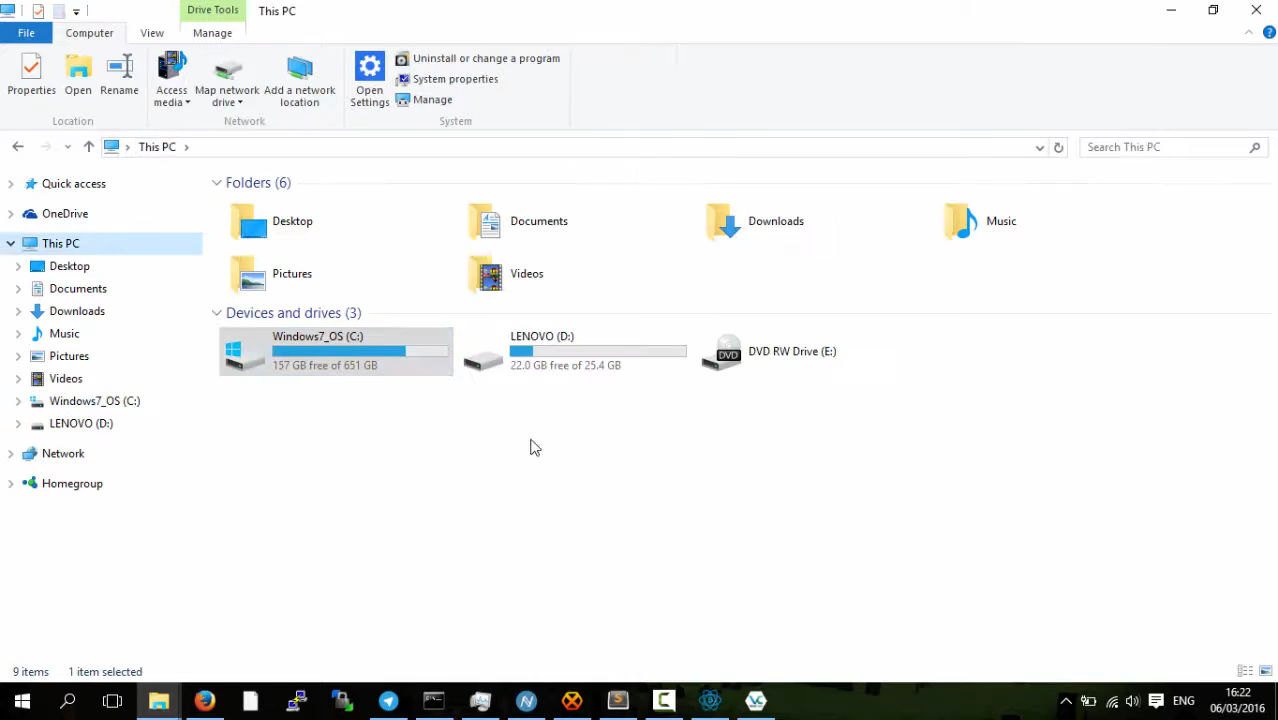 Drive Tools
This PC
File
Computer
View
Manage
Properties
Open
Rename
Access media
Map network drive
Add a network location
Open Settings
Uninstall or change a program
System properties
Manage
Location
Network
System
This PC
Search This PC
Quick access
OneDrive
This PC
Desktop
Documents
Downloads
Music
Pictures
Videos
Windows7_OS (C:)
LENOVO (D:)
Network
Homegroup
Folders (6)
Desktop
Documents
Downloads
Music
Pictures
Videos
Devices and drives (3)
Windows7_OS (C:)
157 GB free of 651 GB
LENOVO (D:)
22.0 GB free of 25.4 GB
DVD
DVD RW Drive (E:)
9 items
1 item selected
ENG
16:22
06/03/2016